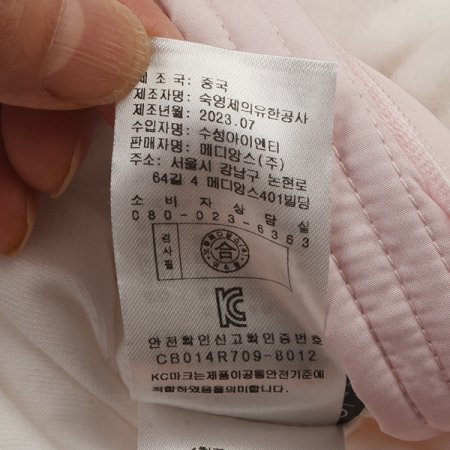 제 조 국: 중국
제조자명: 숙영세의유한공사
제조년월: 2023.07
수입자명: 수성아이엔티
판매자명: 메디앙스(주)
주소: 서울시 강남구 논현로
64길 4 메디앙스401빌딩
소 비 자 상 담 실
080-023-6363
검사필
合
KC
안전확인신고확인증번호
CB014R709-8012
KC마크는제품이공통안전기준에
적합하였음을의미합니다